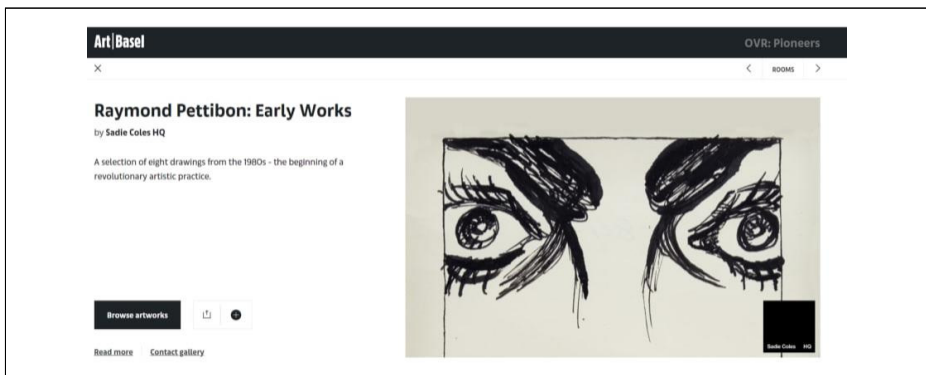 Art|Basel
OVR: Pioneers
ROOMS
Raymond Pettibon: Early Works
by Sadie Coles HQ
A selection of eight drawings from the 1980s - the beginning of a
revolutionary artistic practice.
Browse artworks
Read more
Contact gallery
Sadie Coles HQ